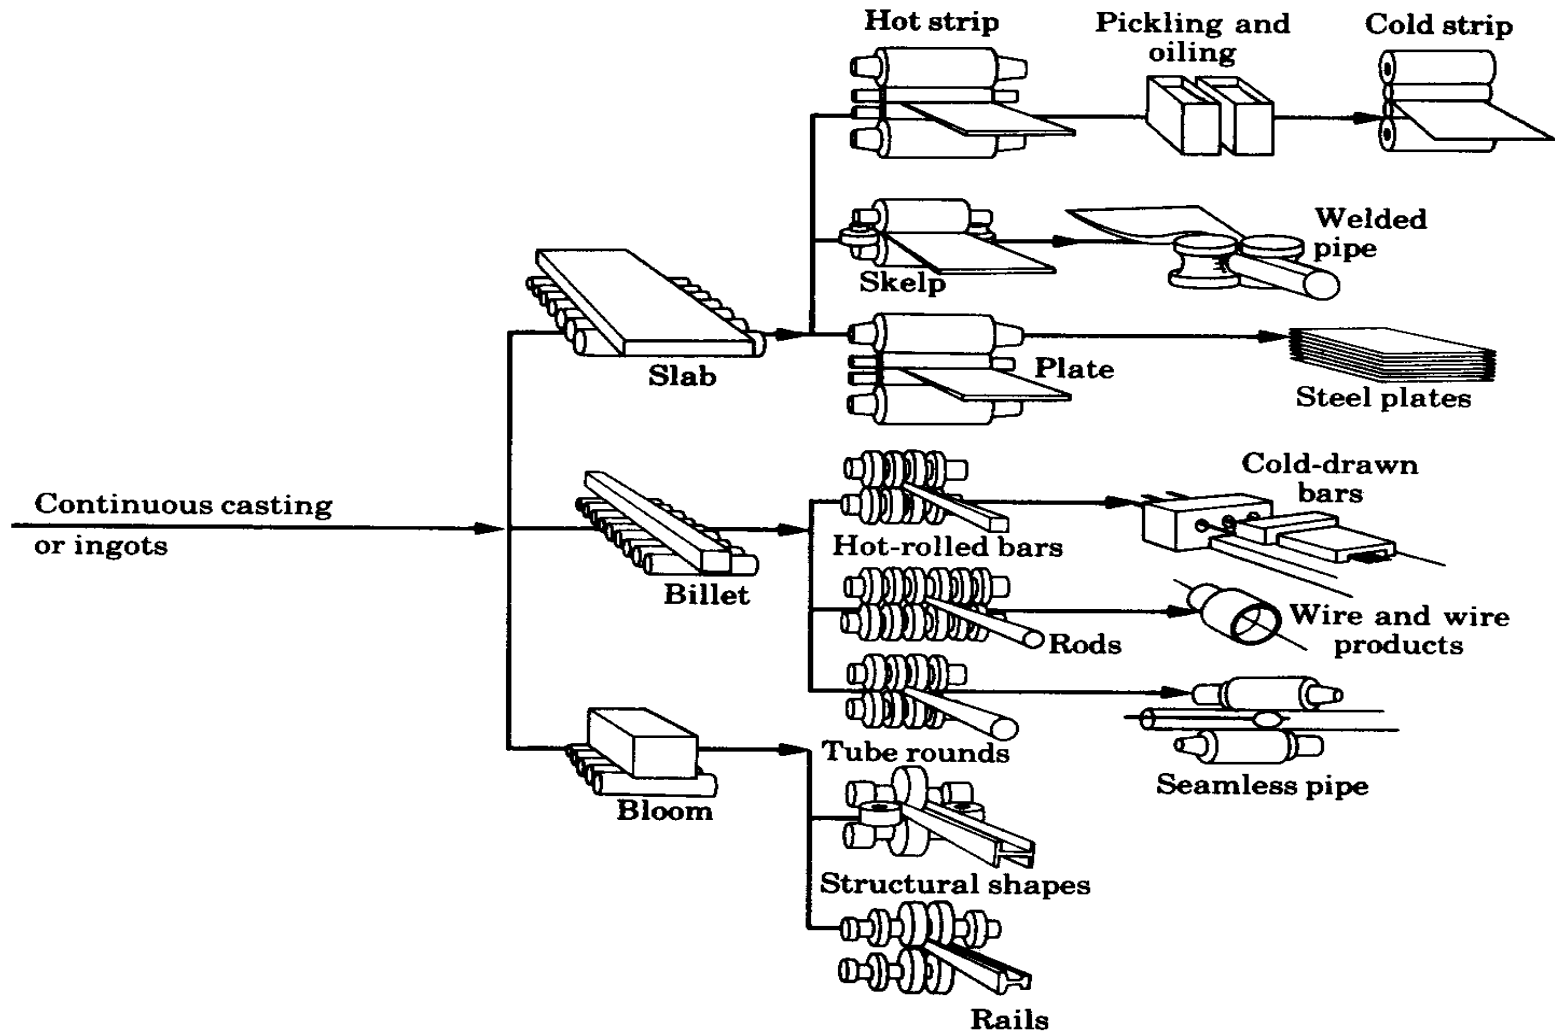 Hot strip
Pickling and
oiling
Cold strip
Welded
pipe
Skelp
Slab
Plate
Steel plates
Continuous casting
or ingots
Billet
Hot-rolled bars
Cold-drawn
bars
Rods
Wire and wire
products
Tube rounds
Seamless pipe
Bloom
Structural shapes
Rails